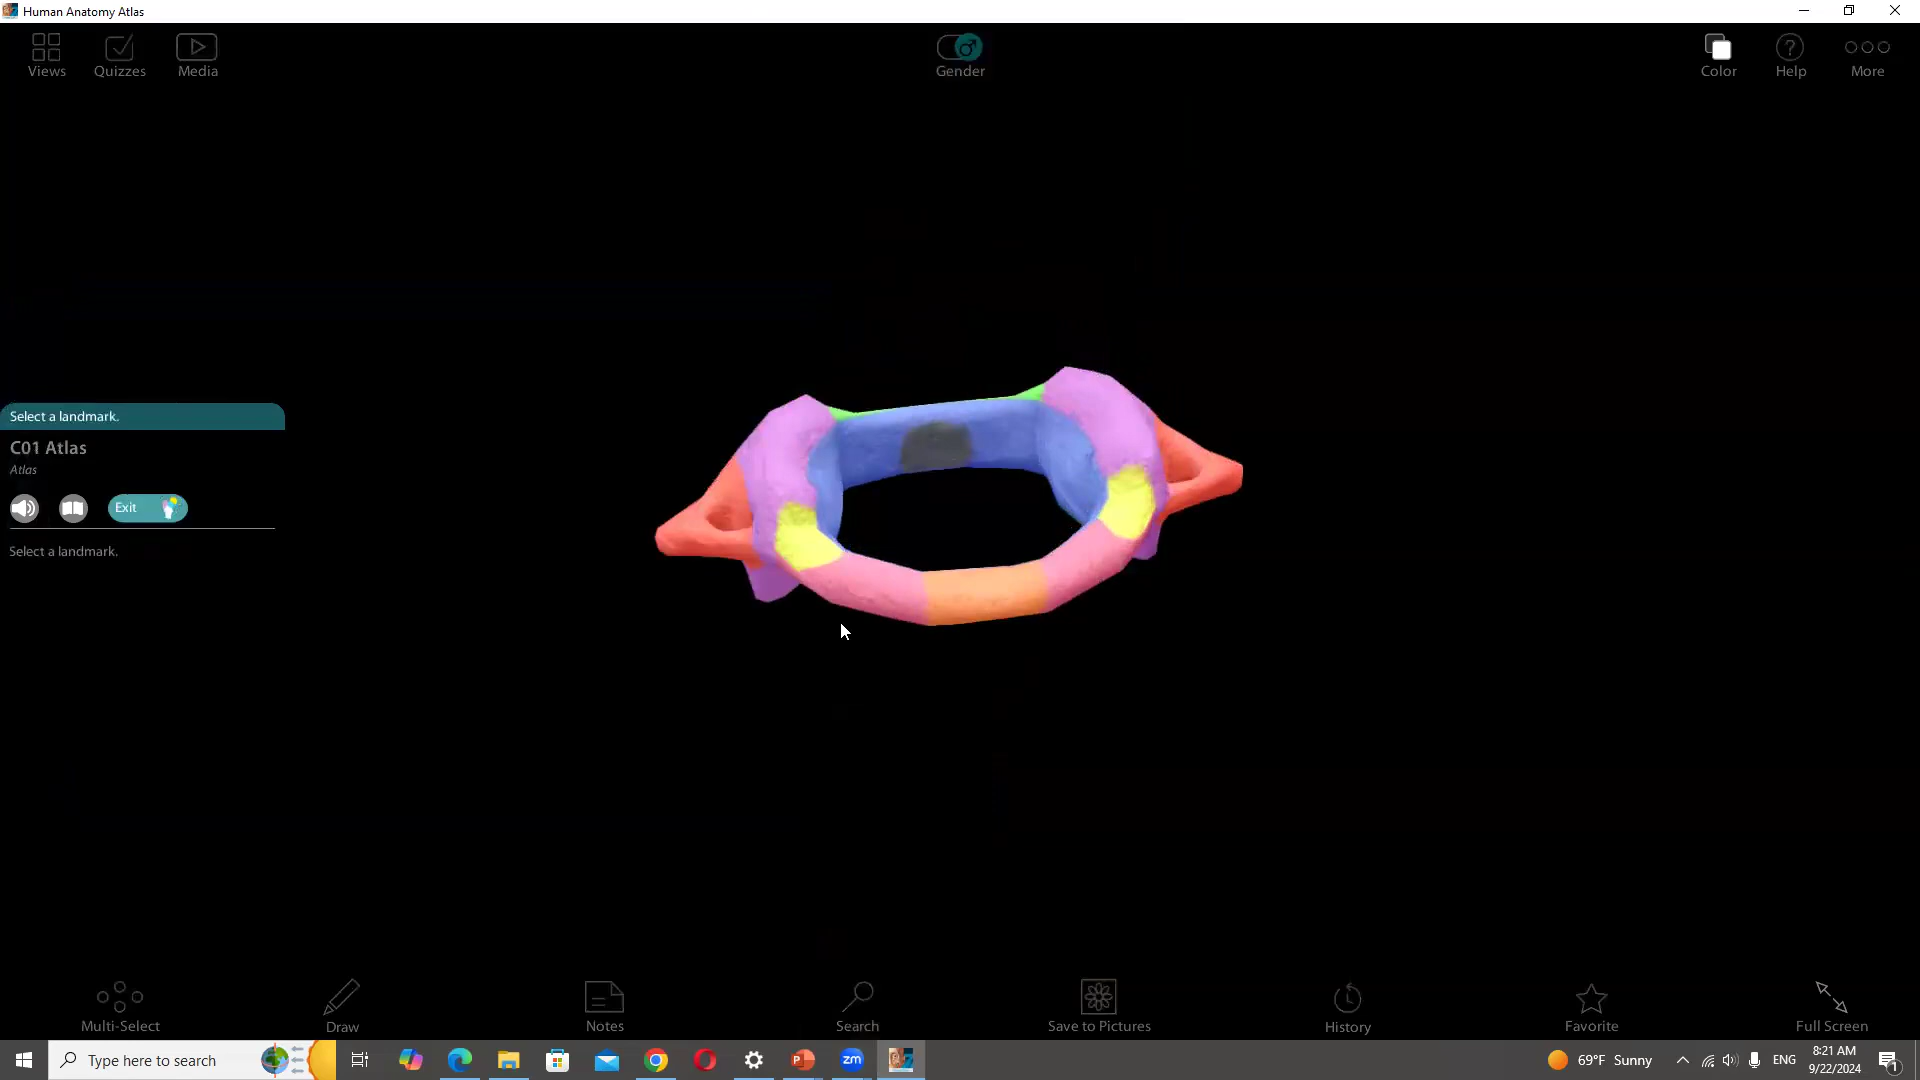 Human Anatomy Atlas
Views
Quizzes
Media
Gender
Color
Help
More
Select a landmark.
C01 Atlas
Atlas
Exit
Select a landmark.
Multi-Select
Draw
Notes
Search
Save to Pictures
History
Favorite
Full Screen
Type here to search
P
zm
69°F Sunny
ENG
8:21 AM
9/22/2024
1